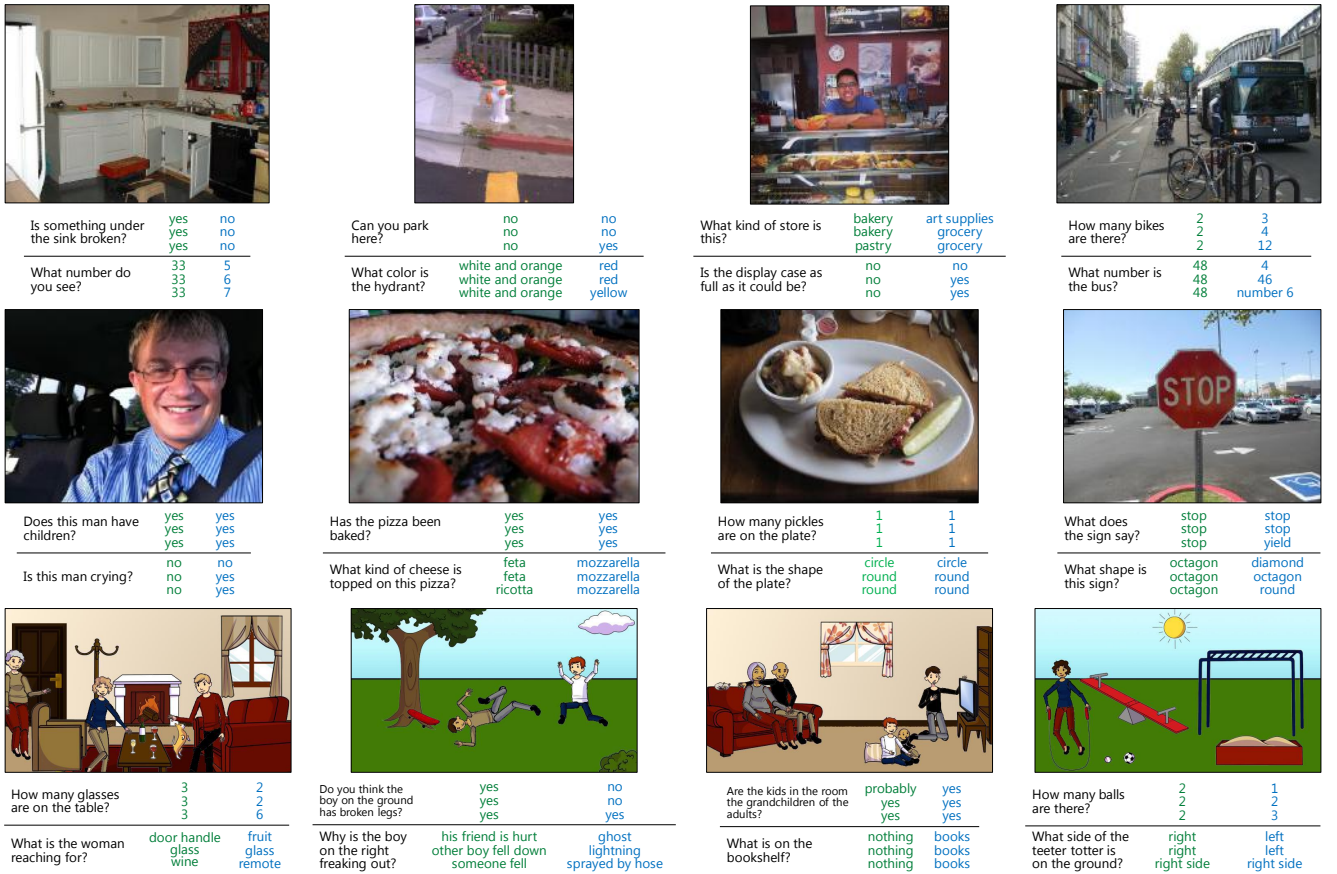 Is something under
the sink broken?
yes no
yes no
yes no
What number do
you see?
33 5
33 6
33 7
Can you park
here?
no no
no no
no yes
What color is
the hydrant?
white and orange red
white and orange red
white and orange yellow
What kind of store is
this?
bakery art supplies
bakery grocery
pastry grocery
Is the display case as
full as it could be?
no no
no yes
no yes
How many bikes
are there?
2 3
2 4
2 12
What number is
the bus?
48 4
48 46
48 number 6
STOP
Does this man have
children?
yes yes
yes yes
yes yes
Is this man crying?
no no
no yes
no yes
Has the pizza been
baked?
yes yes
yes yes
yes yes
What kind of cheese is
topped on this pizza?
feta mozzarella
feta mozzarella
ricotta mozzarella
How many pickles
are on the plate?
1 1
1 1
1 1
What is the shape
of the plate?
circle circle
round round
round round
What does
the sign say?
stop stop
stop stop
stop yield
What shape is
this sign?
octagon diamond
octagon octagon
octagon round
How many glasses
are on the table?
3 2
3 2
3 6
What is the woman
reaching for?
door handle fruit
glass glass
wine remote
Do you think the
boy on the ground
has broken legs?
yes no
yes no
yes yes
Why is the boy
on the right
freaking out?
his friend is hurt ghost
other boy fell down lightning
someone fell sprayed by hose
Are the kids in the room
the grandchildren of the
adults?
probably yes
yes yes
yes yes
What is on the
bookshelf?
nothing books
nothing books
nothing books
How many balls
are there?
2 1
2 2
2 3
What side of the
teeter totter is
on the ground?
right left
right left
right side right side